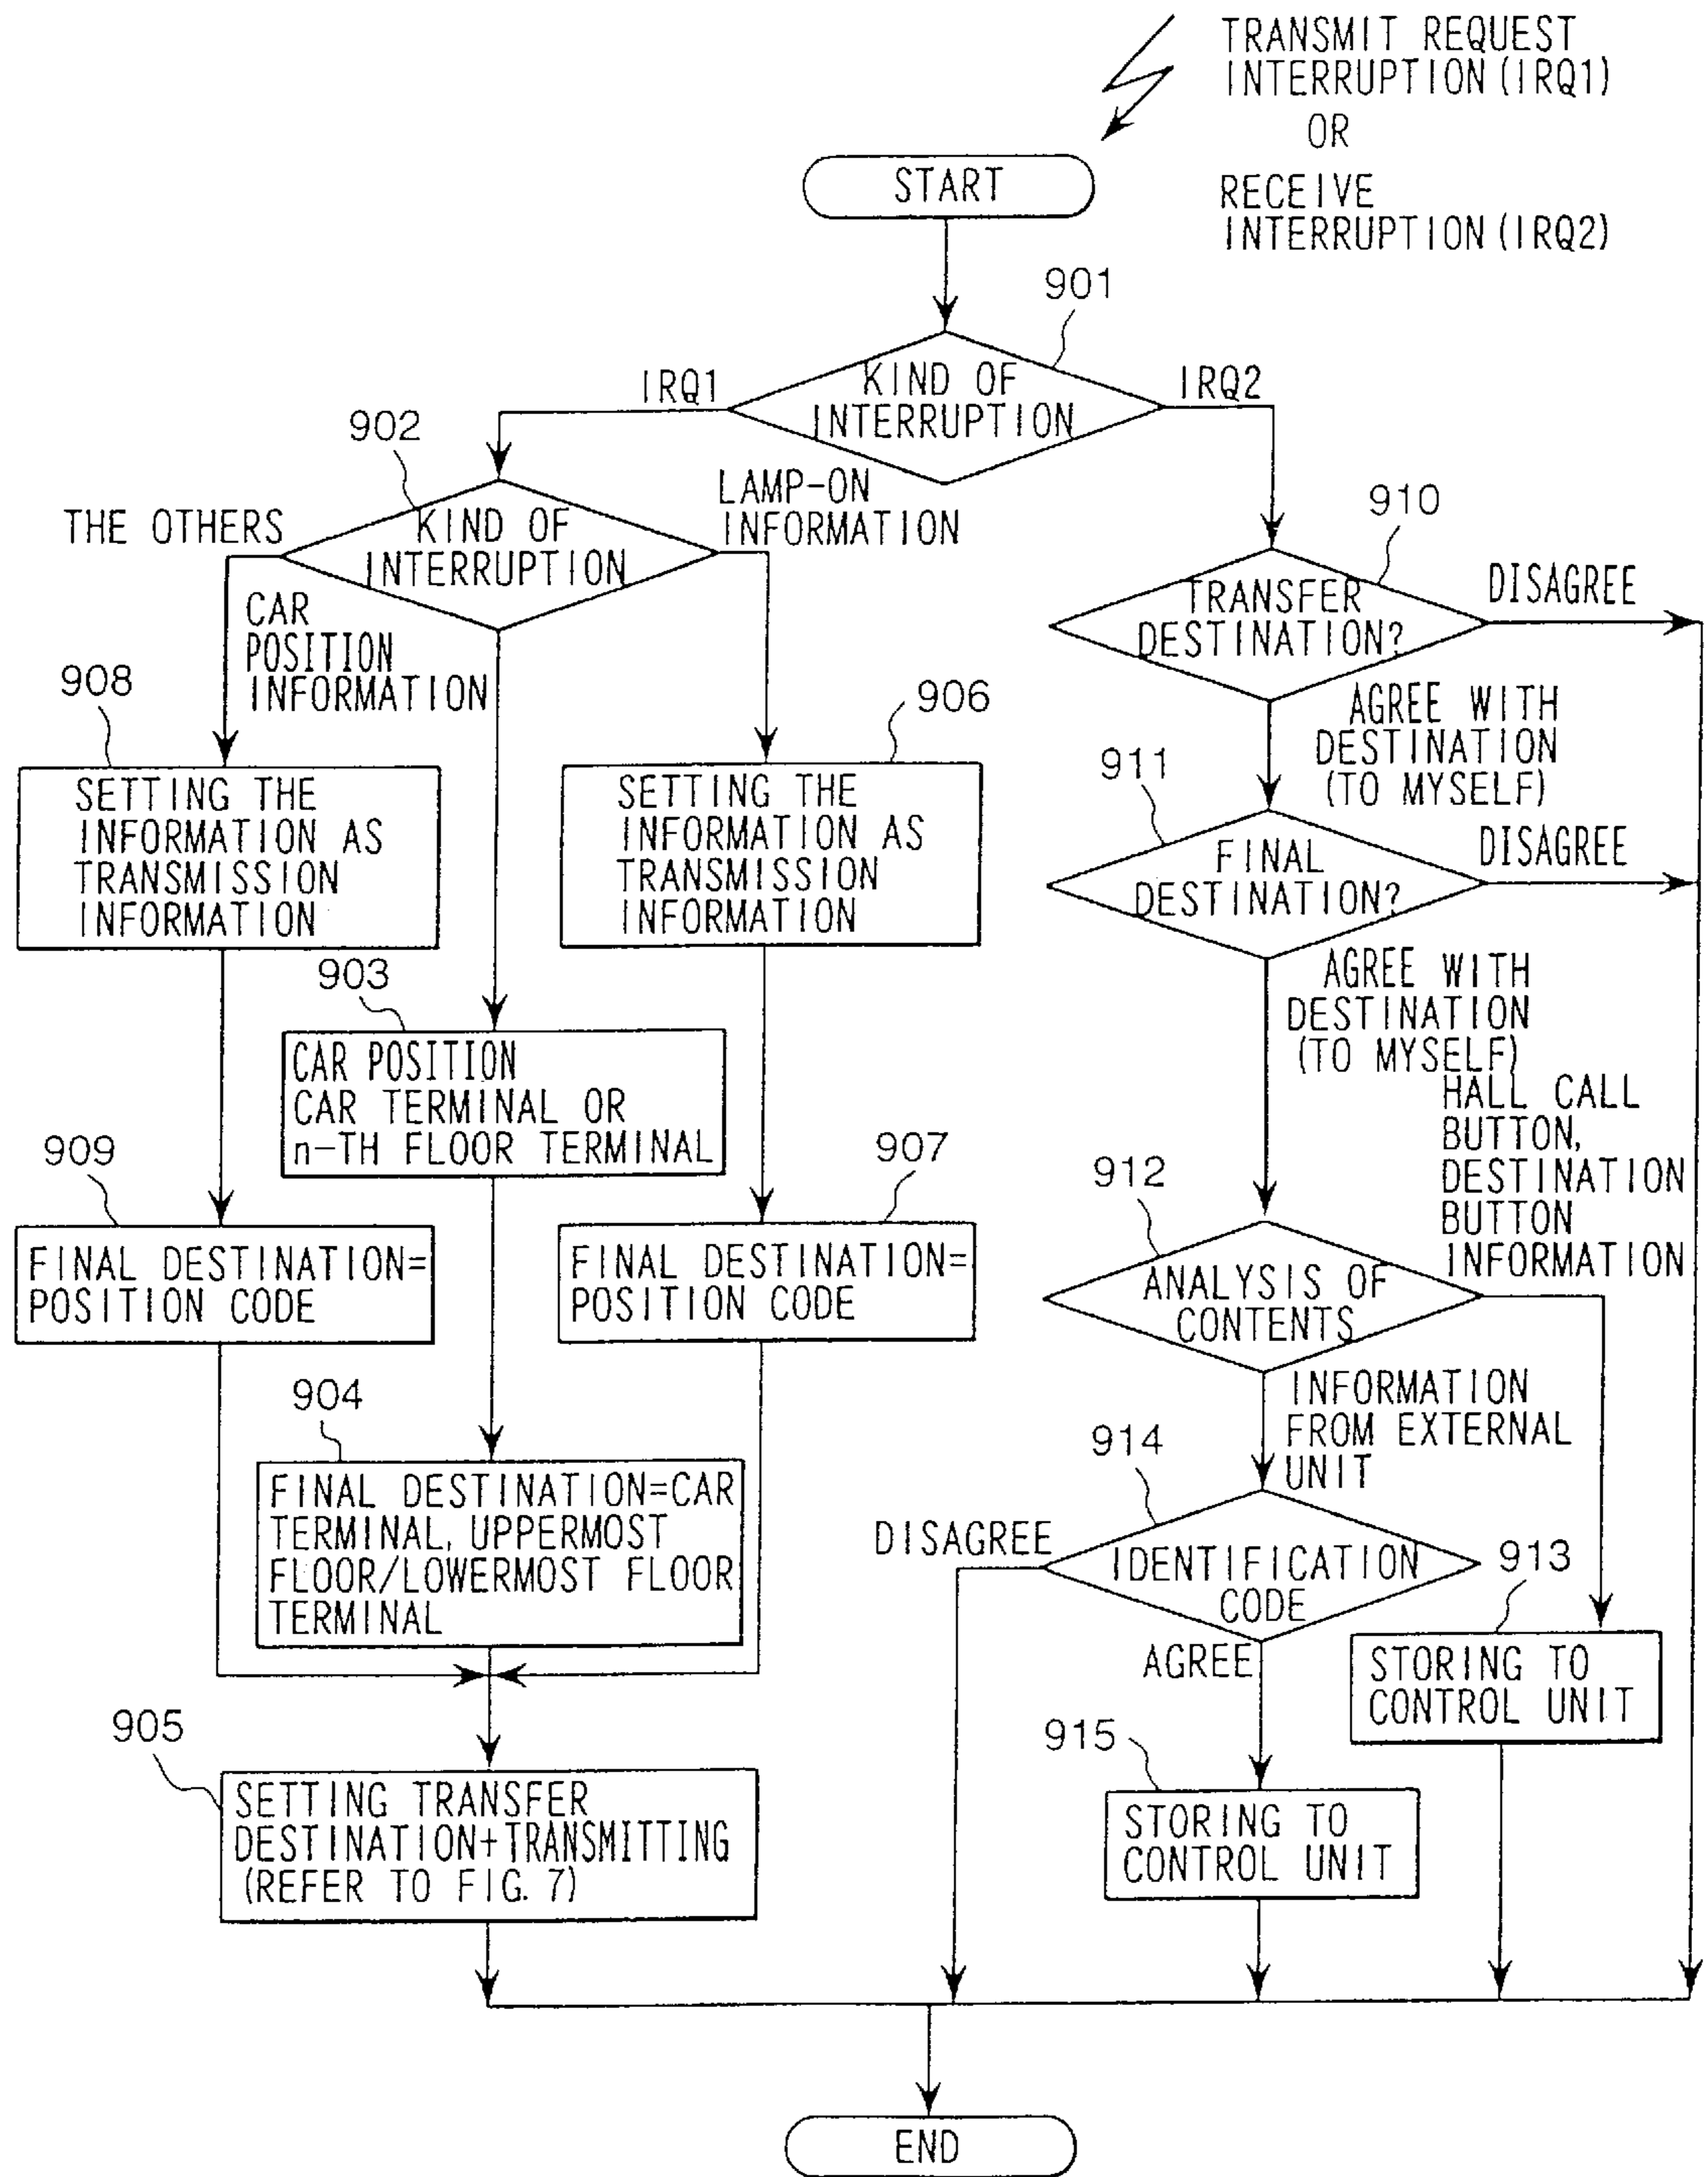 TRANSMIT REQUEST
INTERRUPTION (IRQ1)
OR
RECEIVE
INTERRUPTION (IRQ2)
START
901
IRQ1
KIND OF
INTERRUPTION
IRQ2
902
THE OTHERS
KIND OF
INTERRUPTION
LAMP-ON
INFORMATION
CAR
POSITION
INFORMATION
910
TRANSFER
DESTINATION?
DISAGREE
AGREE WITH
DESTINATION
(TO MYSELF)
908
SETTING THE
INFORMATION AS
TRANSMISSION
INFORMATION
906
SETTING THE
INFORMATION AS
TRANSMISSION
INFORMATION
911
FINAL
DESTINATION?
DISAGREE
AGREE WITH
DESTINATION
(TO MYSELF)
903
CAR POSITION
CAR TERMINAL OR
n-TH FLOOR TERMINAL
909
FINAL DESTINATION=
POSITION CODE
907
FINAL DESTINATION=
POSITION CODE
912
ANALYSIS OF
CONTENTS
HALL CALL
BUTTON,
DESTINATION
BUTTON
INFORMATION
INFORMATION
FROM EXTERNAL
UNIT
904
FINAL DESTINATION=CAR
TERMINAL, UPPERMOST
FLOOR/LOWERMOST FLOOR
TERMINAL
914
DISAGREE
IDENTIFICATION
CODE
AGREE
913
STORING TO
CONTROL UNIT
905
SETTING TRANSFER
DESTINATION+TRANSMITTING
(REFER TO FIG. 7)
915
STORING TO
CONTROL UNIT
END